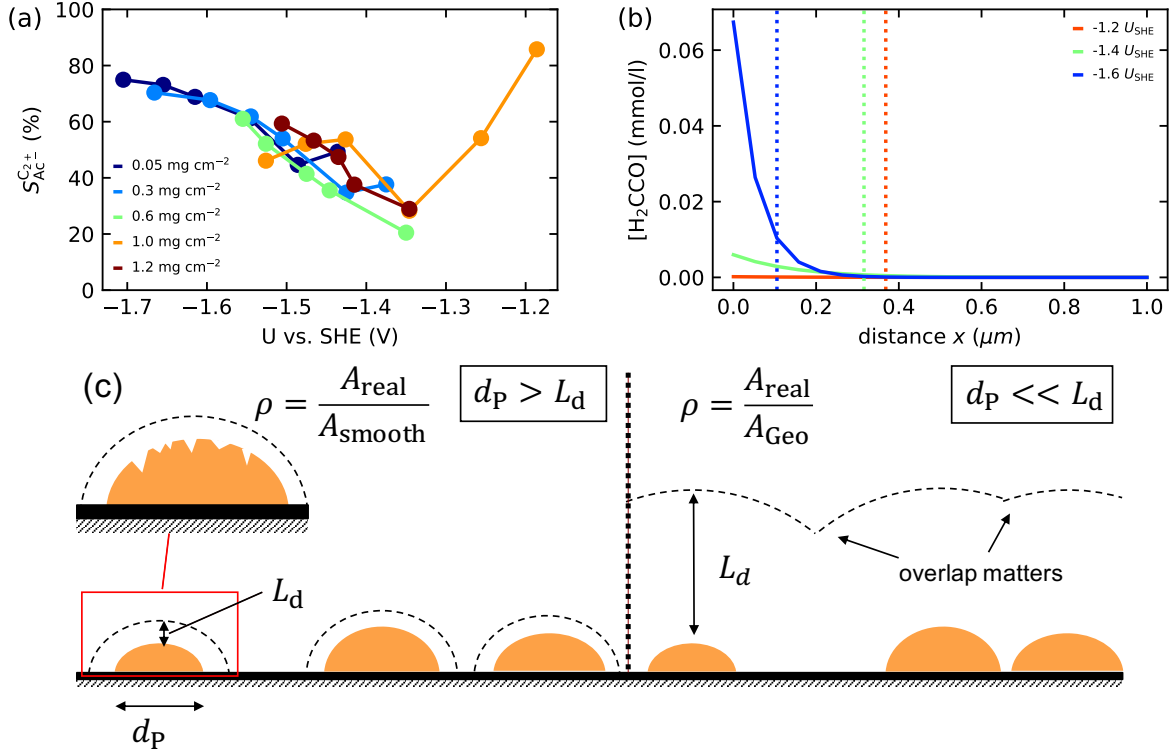 (a)
100
80
60
40
20
0
S_{Ac^-}^{C_{2+}} (%)
0.05 mg cm⁻²
0.3 mg cm⁻²
0.6 mg cm⁻²
1.0 mg cm⁻²
1.2 mg cm⁻²
−1.7 −1.6 −1.5 −1.4 −1.3 −1.2
U vs. SHE (V)
(b)
0.06
0.04
0.02
0.00
[H₂CCO] (mmol/l)
-1.2 U_SHE
-1.4 U_SHE
-1.6 U_SHE
0.0 0.2 0.4 0.6 0.8 1.0
distance x (μm)
(c)
ρ = A_real / A_smooth
d_P > L_d
ρ = A_real / A_Geo
d_P << L_d
L_d
L_d
overlap matters
d_P